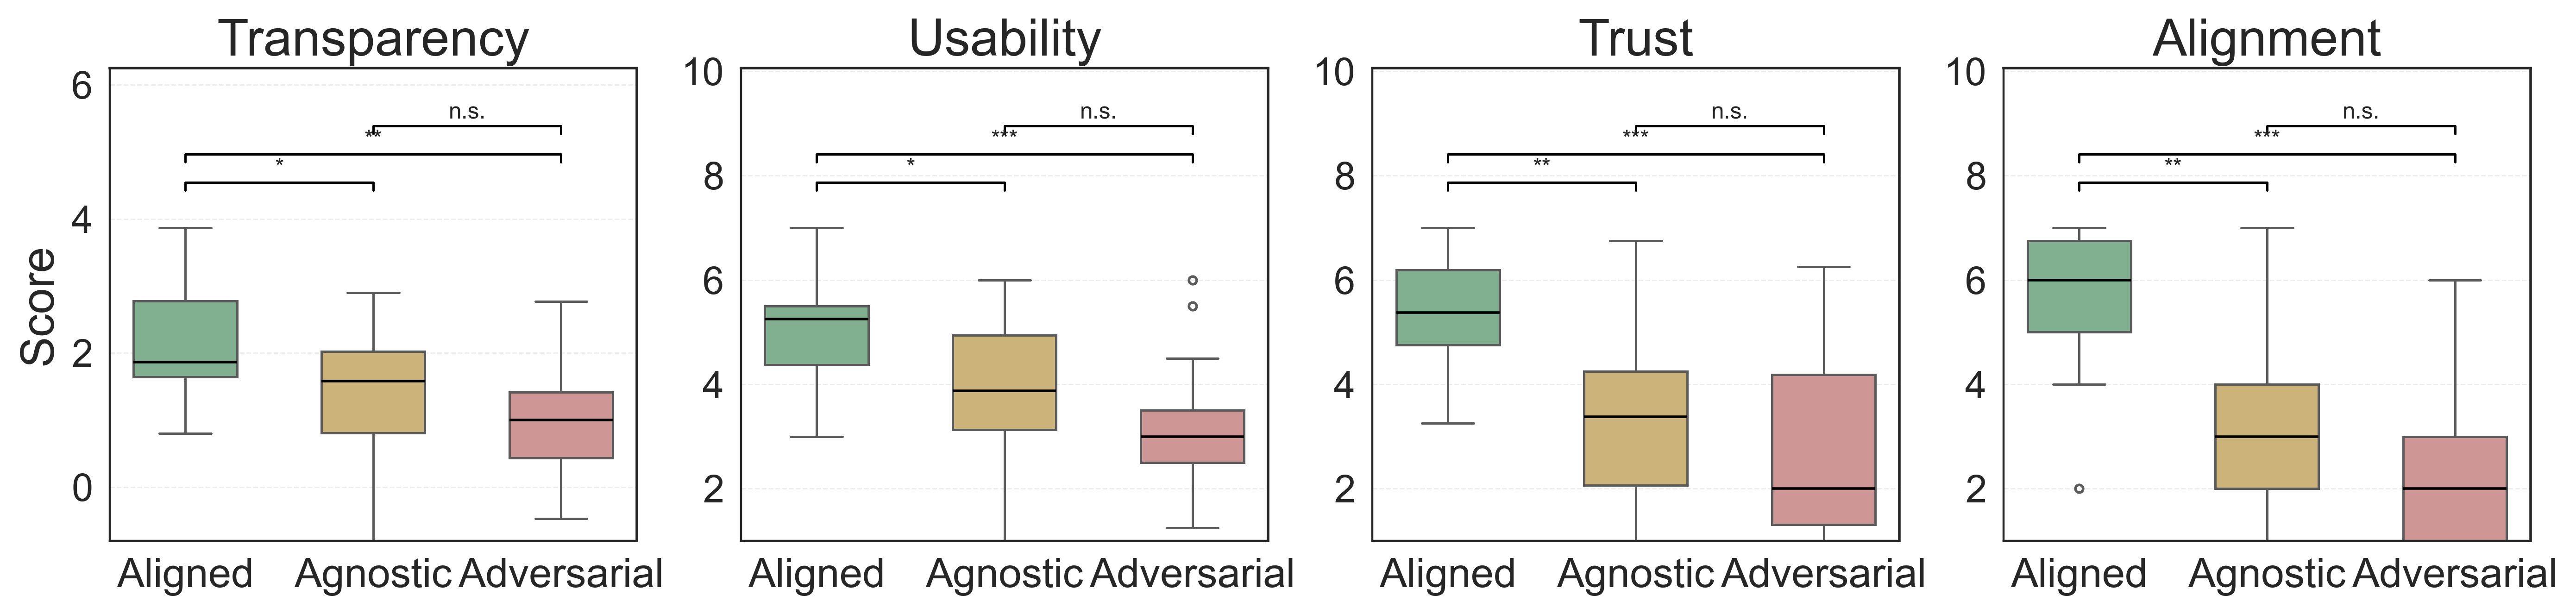 Transparency
Score
6
4
2
0
n.s.
**
*
Aligned Agnostic Adversarial
Usability
10
8
6
4
2
n.s.
***
*
Aligned Agnostic Adversarial
Trust
10
8
6
4
2
n.s.
***
**
Aligned Agnostic Adversarial
Alignment
10
8
6
4
2
n.s.
***
**
Aligned Agnostic Adversarial